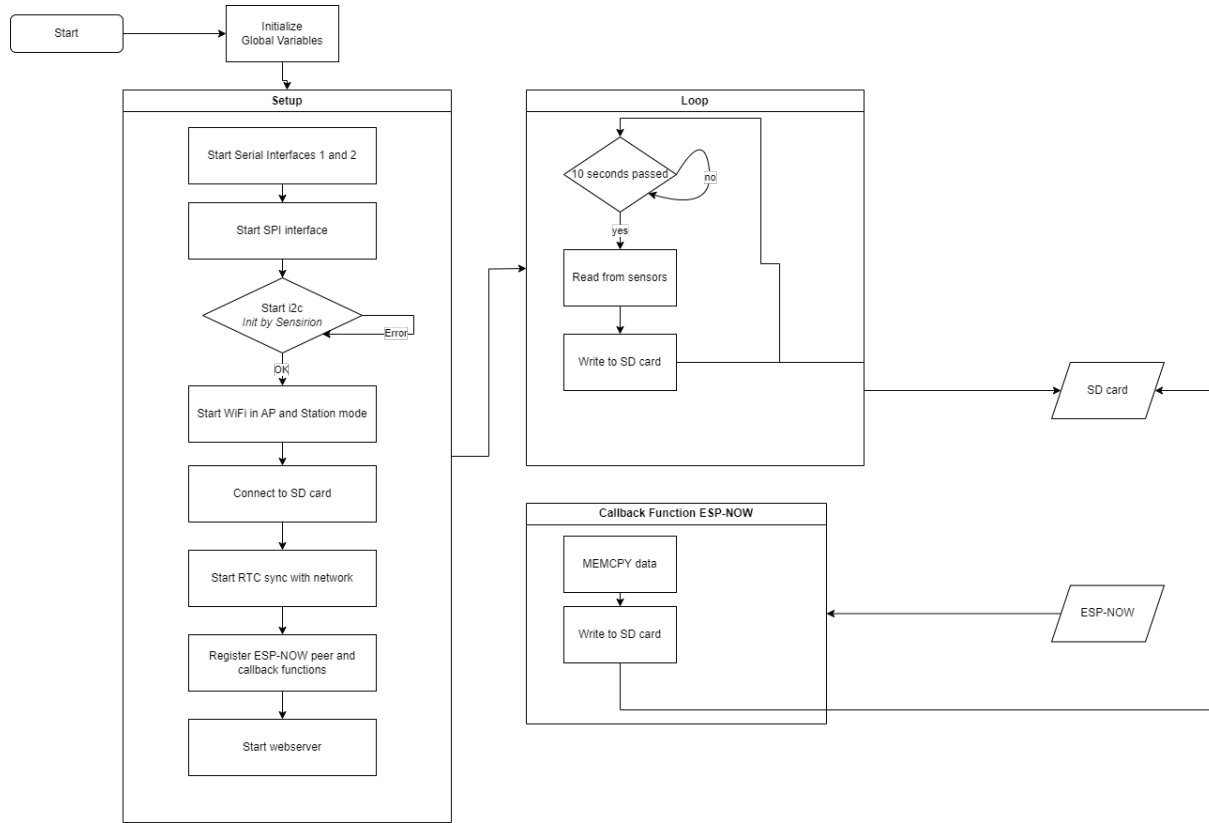 Start
Initialize
Global Variables
Setup
Start Serial Interfaces 1 and 2
Start SPI interface
Start i2c
Init by Sensirion
Error
OK
Start WiFi in AP and Station mode
Connect to SD card
Start RTC sync with network
Register ESP-NOW peer and
callback functions
Start webserver
Loop
10 seconds passed
no
yes
Read from sensors
Write to SD card
SD card
Callback Function ESP-NOW
MEMCPY data
Write to SD card
ESP-NOW